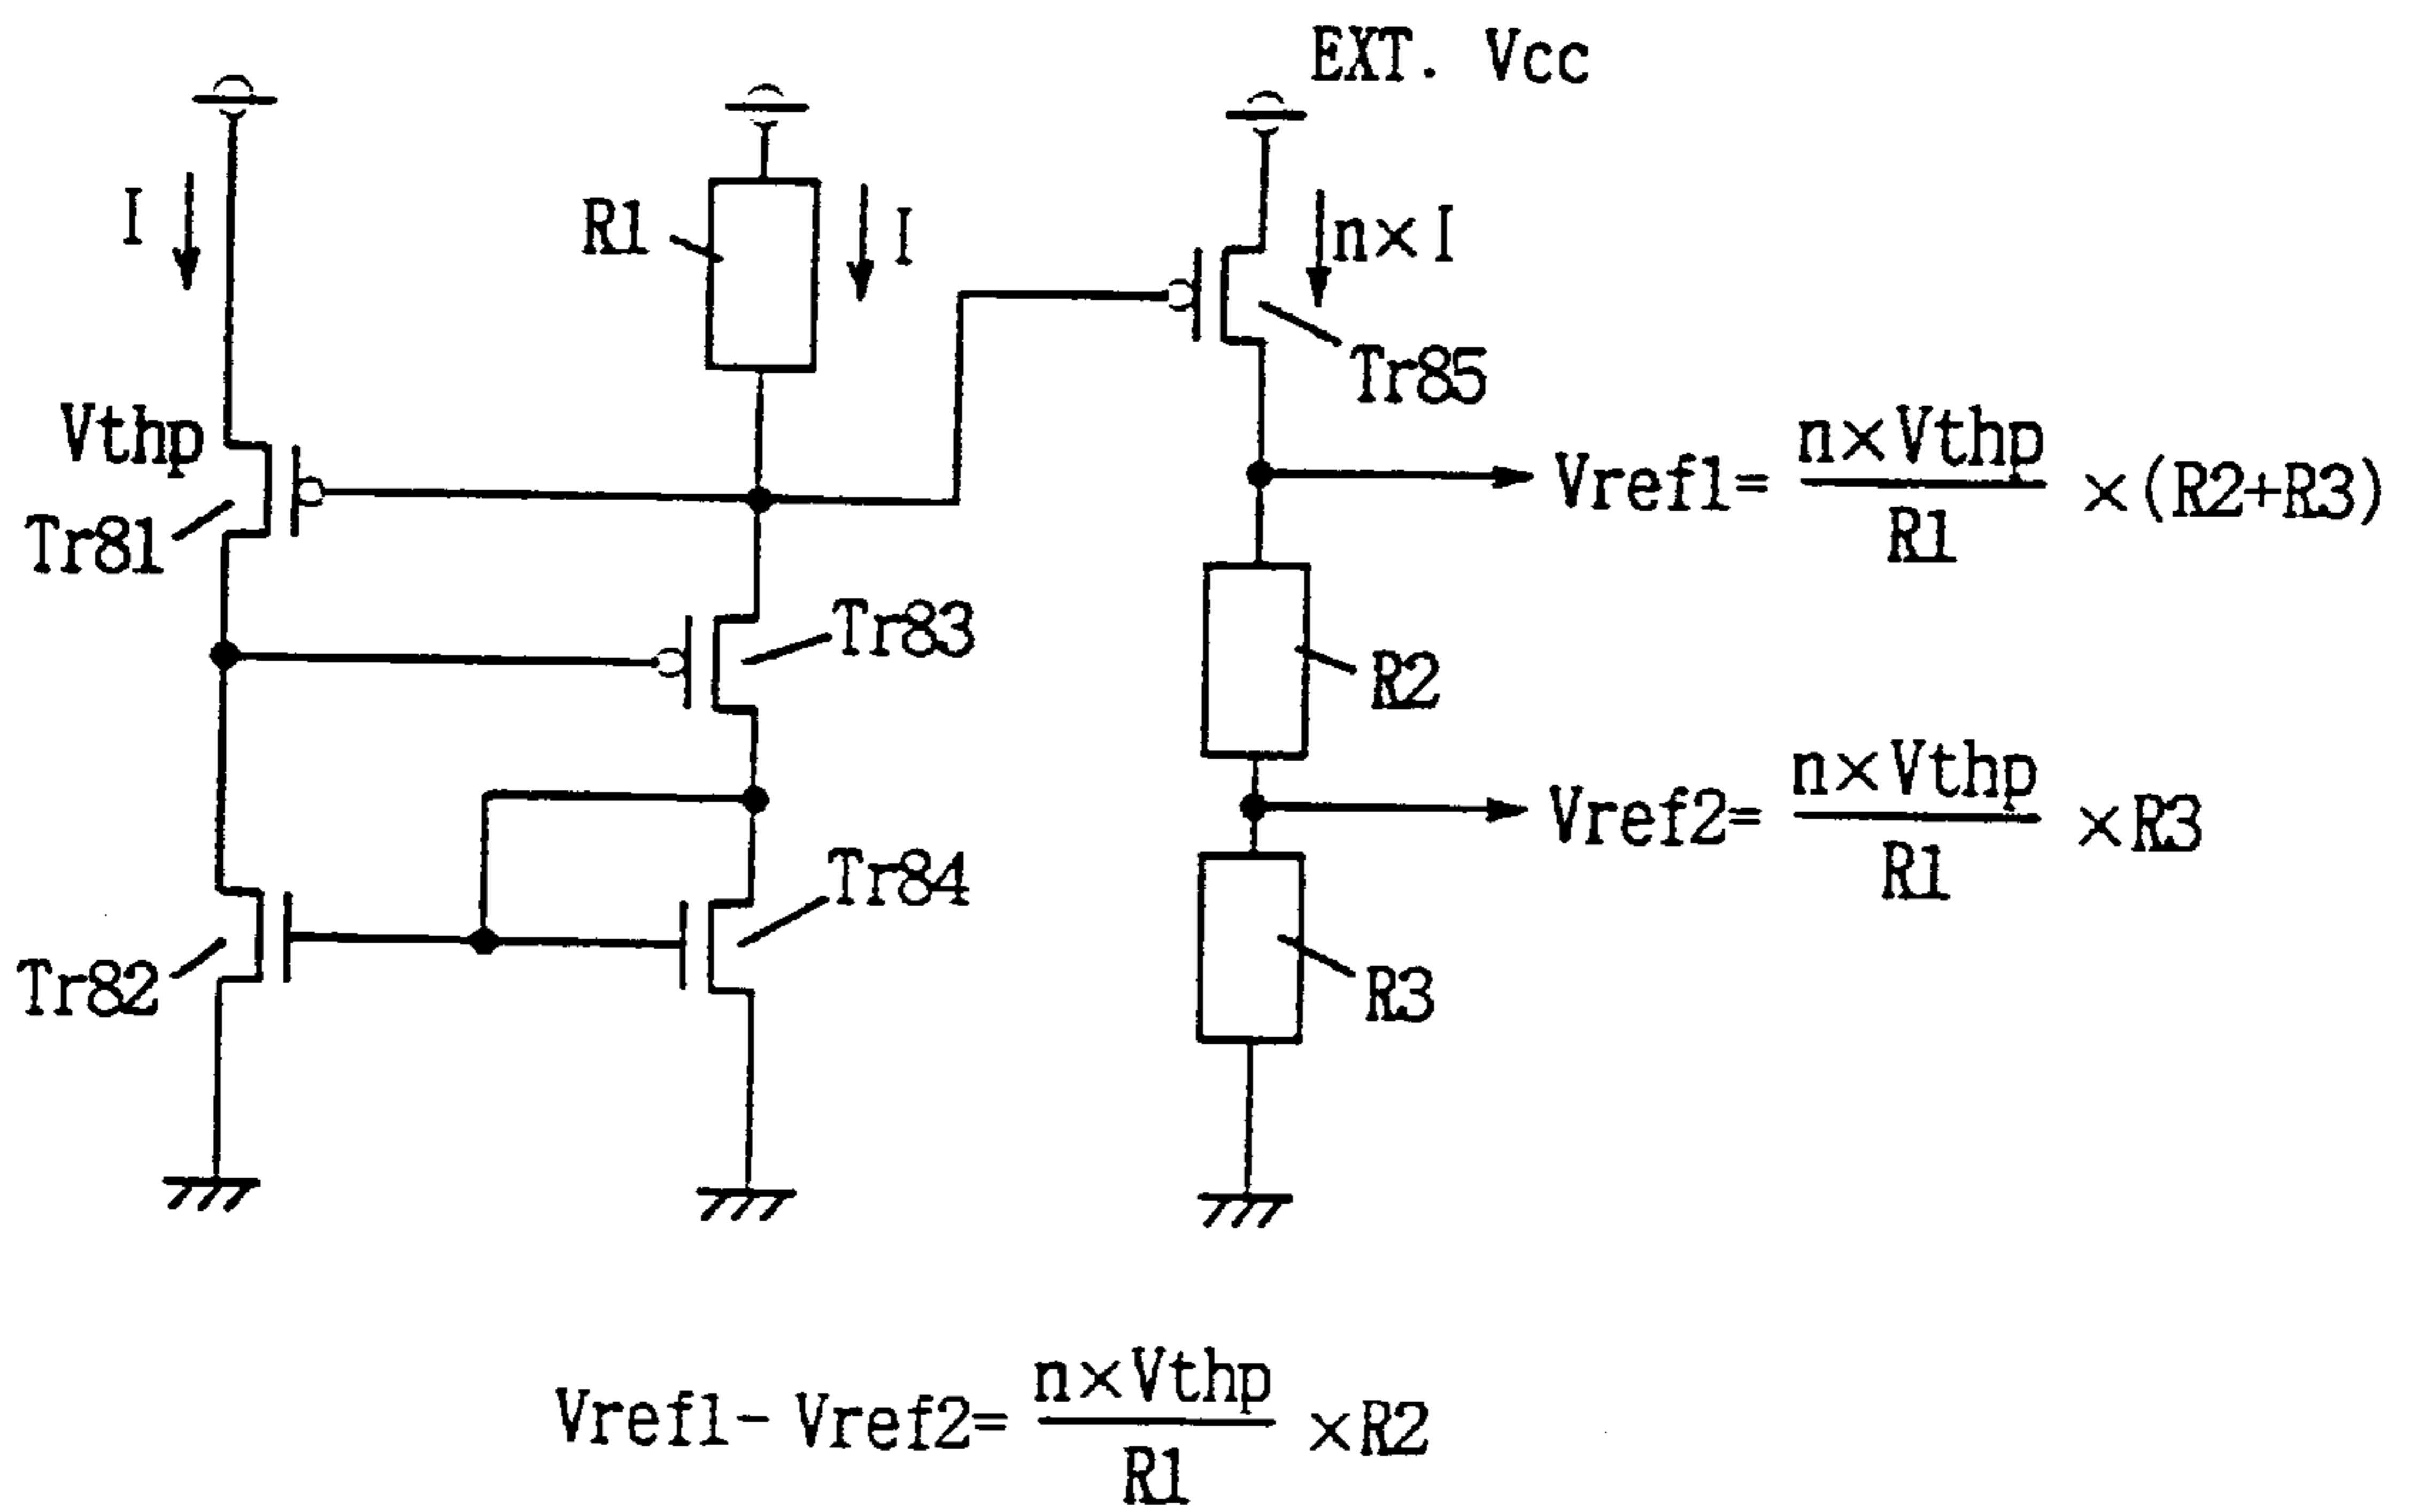 EXT. Vcc
I
R1
I
n×I
Tr85
Vthp
Tr81
Vref1= n×Vthp / R1 ×(R2+R3)
Tr83
R2
Vref2= n×Vthp / R1 ×R3
Tr84
Tr82
R3
Vref1- Vref2= n×Vthp / R1 ×R2